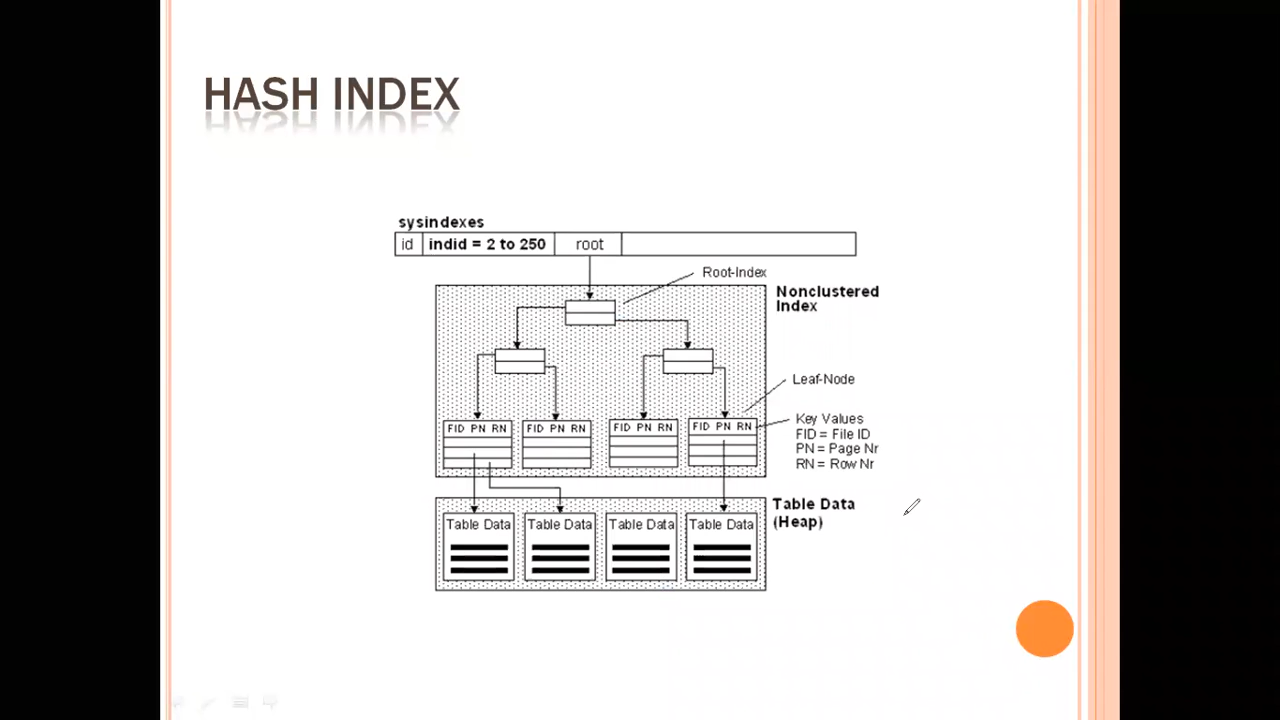 HASH INDEX
sysindexes
id indid = 2 to 250 root
Root-Index
Nonclustered
Index
Leaf-Node
FID PN RN FID PN RN FID PN RN FID PN RN
Key Values
FID = File ID
PN = Page Nr
RN = Row Nr
Table Data
(Heap)
Table Data Table Data Table Data Table Data